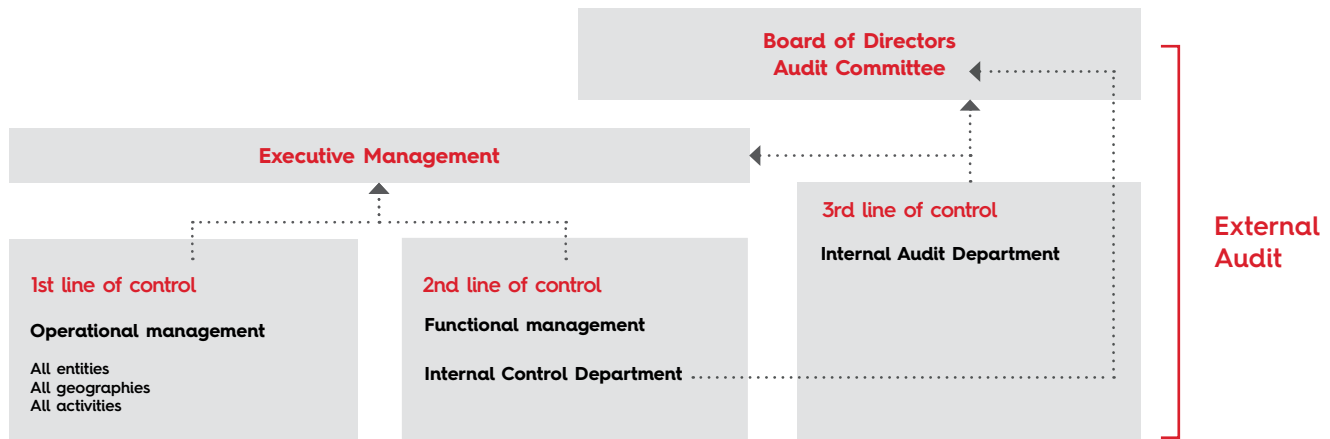 Board of Directors
Audit Committee
Executive Management
1st line of control
Operational management
All entities
All geographies
All activities
2nd line of control
Functional management
Internal Control Department
3rd line of control
Internal Audit Department
External
Audit